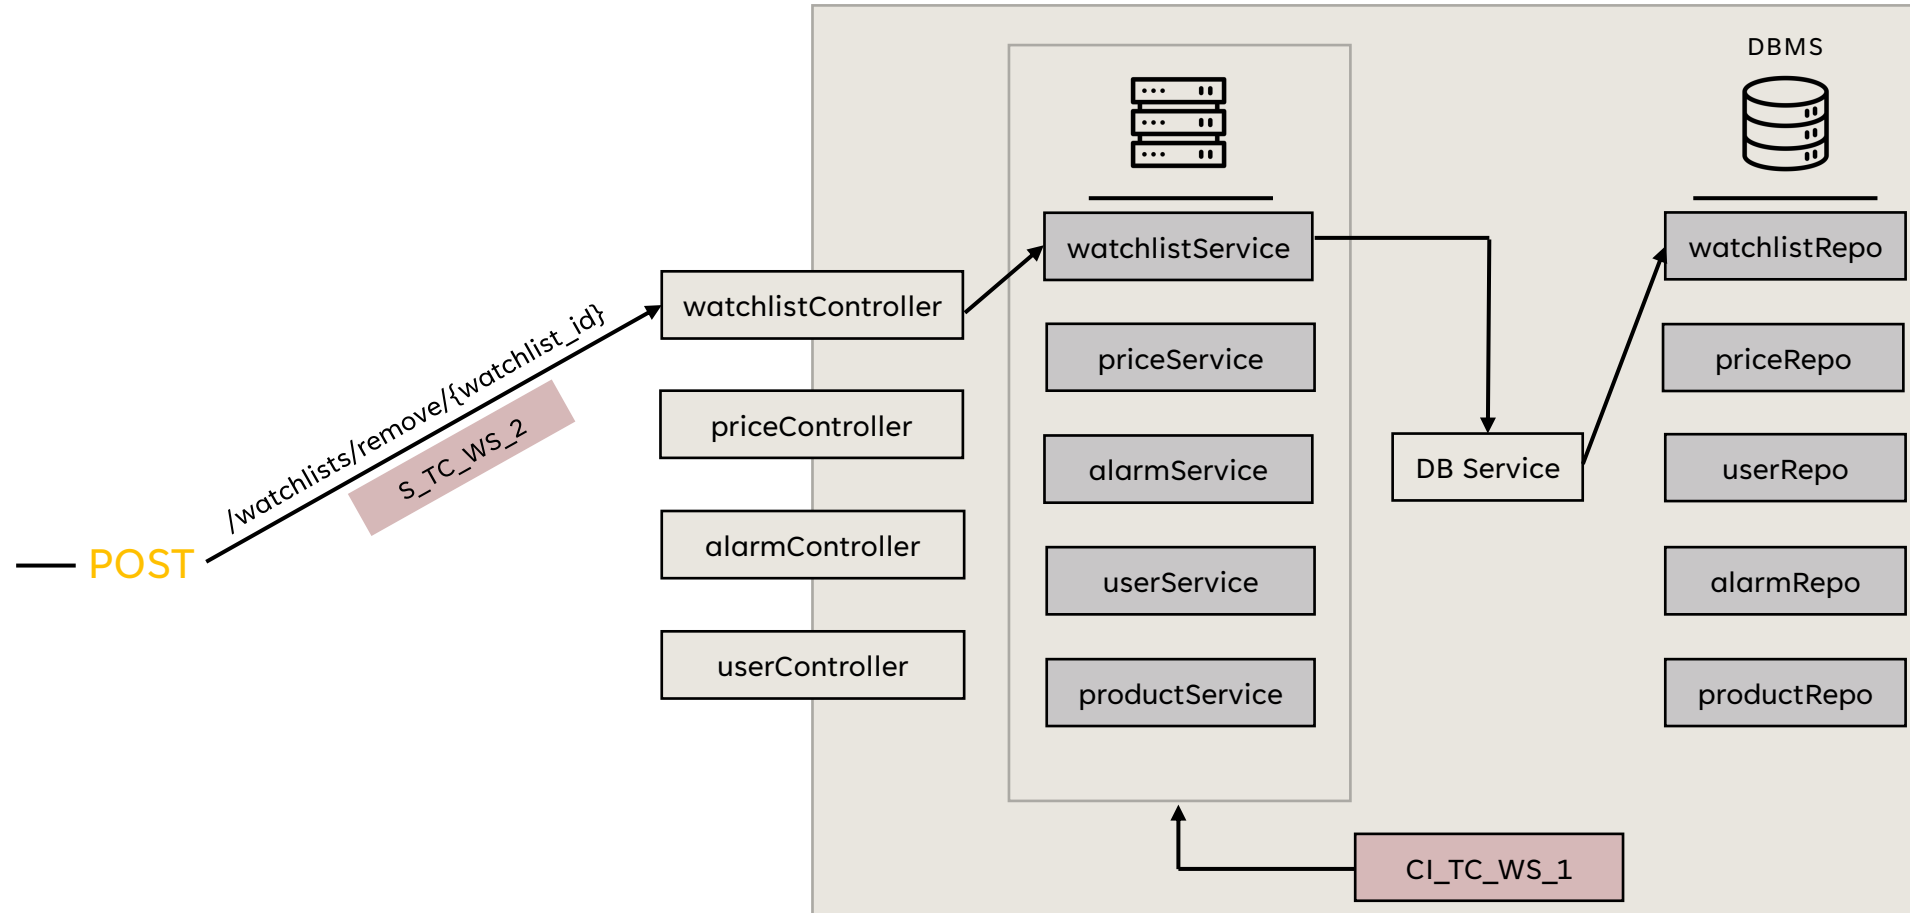 DBMS
watchlistService
watchlistRepo
watchlistController
/watchlists/remove/{watchlist_id}
priceService
priceRepo
priceController
S_TC_WS_2
alarmService
DB Service
userRepo
POST
alarmController
userService
alarmRepo
userController
productService
productRepo
CI_TC_WS_1